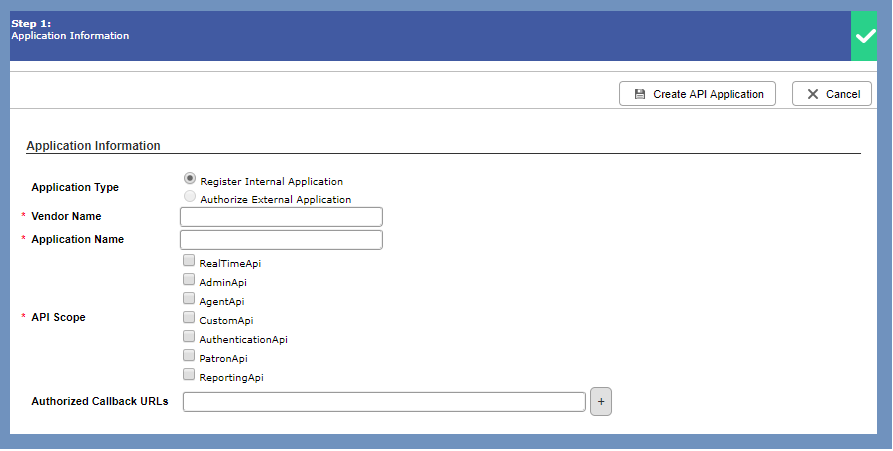 Step 1:
Application Information
Create API Application
Cancel
Application Information
Application Type
Register Internal Application
Authorize External Application
* Vendor Name
* Application Name
RealTimeApi
AdminApi
AgentApi
* API Scope
CustomApi
AuthenticationApi
PatronApi
ReportingApi
Authorized Callback URLs
+